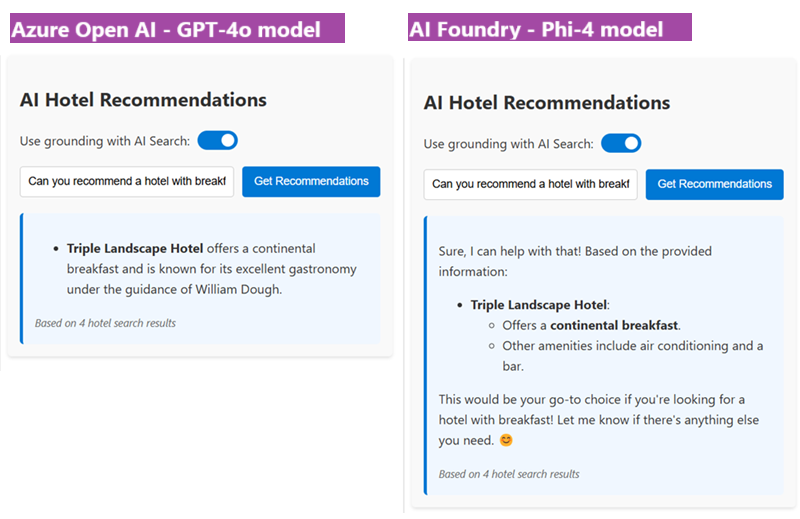 Azure Open AI - GPT-4o model
AI Hotel Recommendations
Use grounding with AI Search:
Can you recommend a hotel with breakf
Get Recommendations
• Triple Landscape Hotel offers a continental
breakfast and is known for its excellent gastronomy
under the guidance of William Dough.
Based on 4 hotel search results
AI Foundry - Phi-4 model
AI Hotel Recommendations
Use grounding with AI Search:
Can you recommend a hotel with breakf
Get Recommendations
Sure, I can help with that! Based on the provided
information:
• Triple Landscape Hotel:
○ Offers a continental breakfast.
○ Other amenities include air conditioning and a
bar.
This would be your go-to choice if you're looking for a
hotel with breakfast! Let me know if there's anything else
you need. 😊
Based on 4 hotel search results